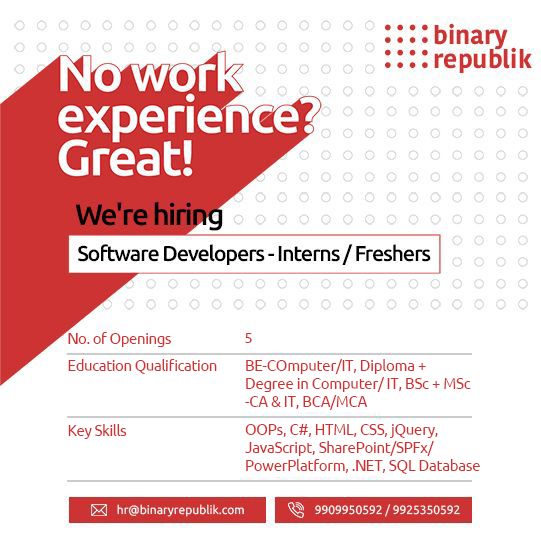 binary
republik
No work
experience?
Great!
We're hiring
Software Developers - Interns / Freshers
No. of Openings 5
Education Qualification BE-COmputer/IT, Diploma +
Degree in Computer/ IT, BSc + MSc
-CA & IT, BCA/MCA
Key Skills OOPs, C#, HTML, CSS, jQuery,
JavaScript, SharePoint/SPFx/
PowerPlatform, .NET, SQL Database
hr@binaryrepublik.com 9909950592 / 9925350592